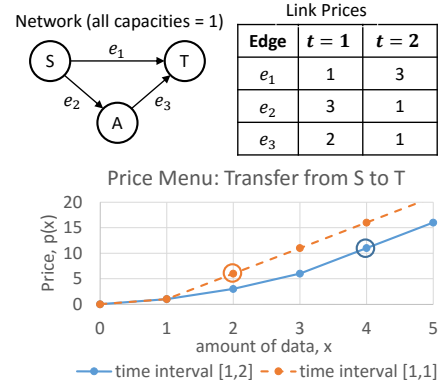 Network (all capacities = 1)
S
e₁
T
e₂
e₃
A
Link Prices
Edge t = 1 t = 2
e₁ 1 3
e₂ 3 1
e₃ 2 1
Price Menu: Transfer from S to T
Price, p(x)
20
15
10
5
0
0 1 2 3 4 5
amount of data, x
time interval [1,2] time interval [1,1]